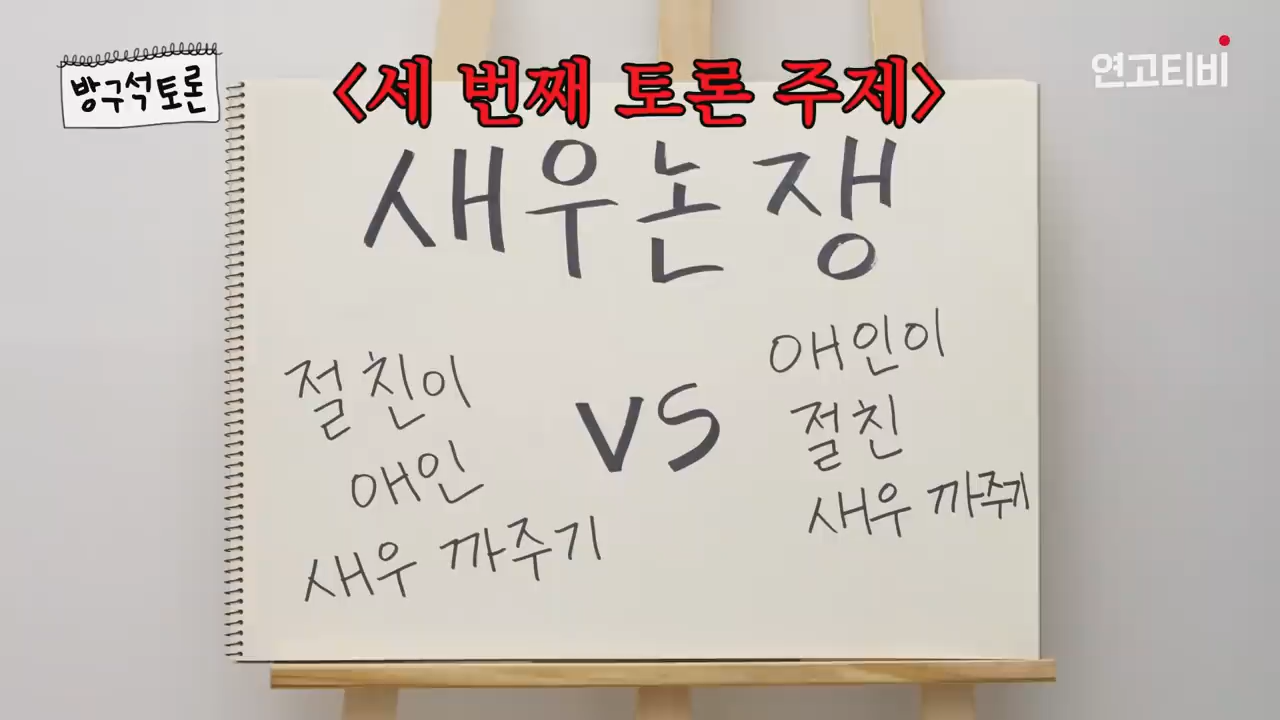 방구석토론
연고티비
<세 번째 토론 주제>
새우논쟁
절친이
애인
새우 까주기
vs
애인이
절친
새우 까주기